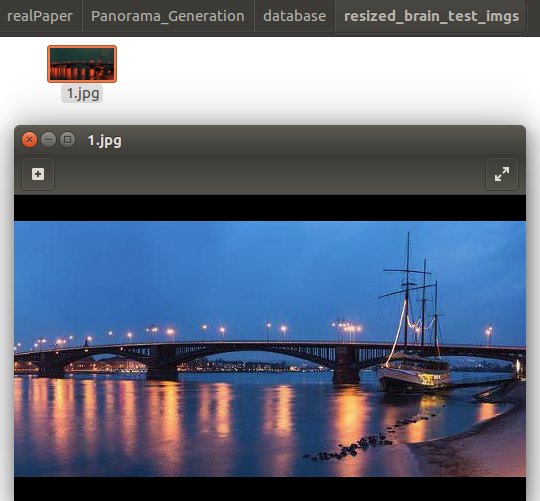 realPaper Panorama_Generation database resized_brain_test_imgs
1.jpg
1.jpg